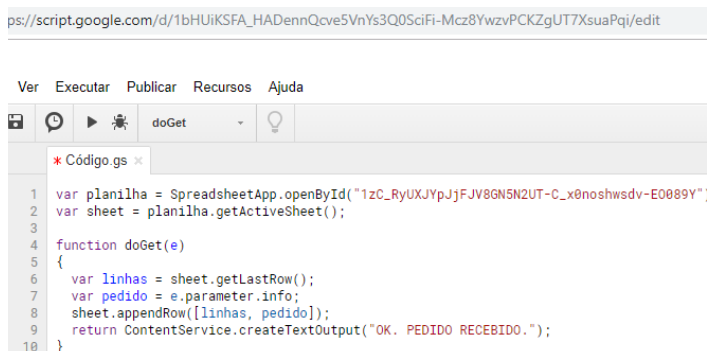 ps://script.google.com/d/1bHUiKSFA_HADennQcve5VnYs3Q0SciFi-Mcz8YwzvPCKZgUT7XsuaPqi/edit
Ver Executar Publicar Recursos Ajuda
doGet
* Código.gs ×
1 var planilha = SpreadsheetApp.openById("1zC_RyUXJYpJjFJV8GN5N2UT-C_x0noshwsdv-EO089Y")
2 var sheet = planilha.getActiveSheet();
3
4 function doGet(e)
5 {
6 var linhas = sheet.getLastRow();
7 var pedido = e.parameter.info;
8 sheet.appendRow([linhas, pedido]);
9 return ContentService.createTextOutput("OK. PEDIDO RECEBIDO.");
10 }